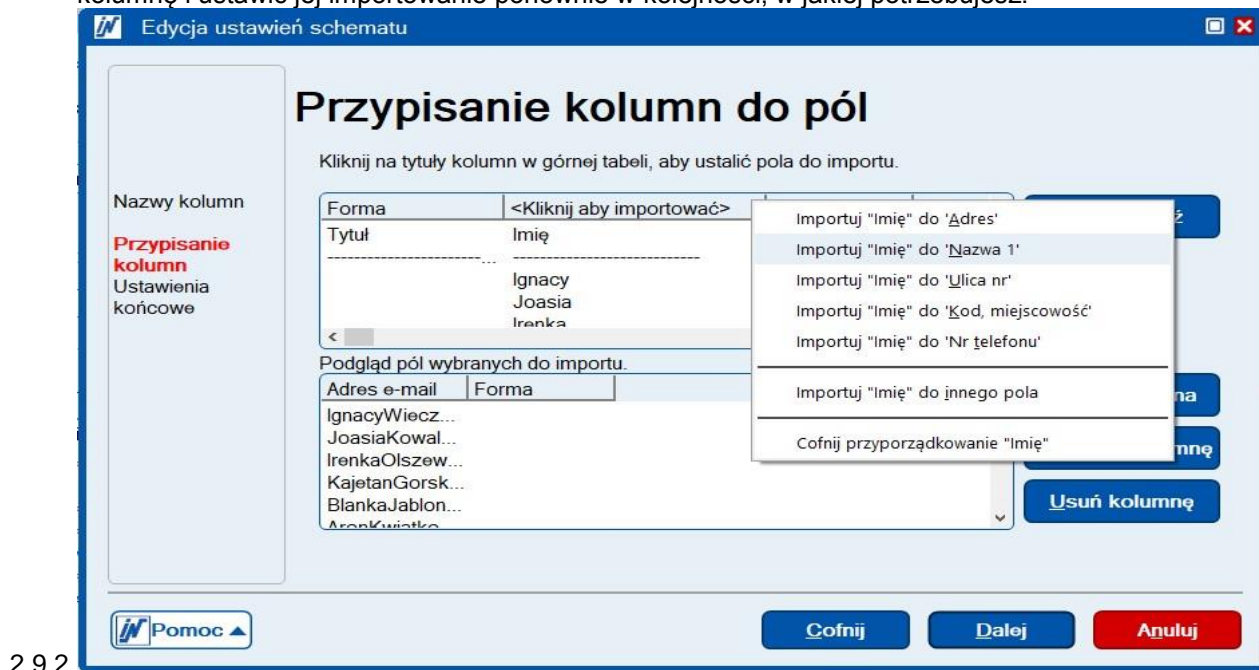 Edycja ustawień schematu
Przypisanie kolumn do pól
Kliknij na tytuły kolumn w górnej tabeli, aby ustalić pola do importu.
Nazwy kolumn
Przypisanie
kolumn
Ustawienia
końcowe
Forma <Kliknij aby importować>
Tytuł Imię
----------------------... ---------------------------
Ignacy
Joasia
Irenka
Importuj "Imię" do 'Adres'
Importuj "Imię" do 'Nazwa 1'
Importuj "Imię" do 'Ulica nr'
Importuj "Imię" do 'Kod, miejscowość'
Importuj "Imię" do 'Nr telefonu'
Importuj "Imię" do innego pola
Cofnij przyporządkowanie "Imię"
Podgląd pól wybranych do importu.
Adres e-mail Forma
IgnacyWiecz...
JoasiaKowal...
IrenkaOlszew...
KajetanGorsk...
BlankaJablon...
Usuń kolumnę
Pomoc
Cofnij
Dalej
Anuluj
2.9.2